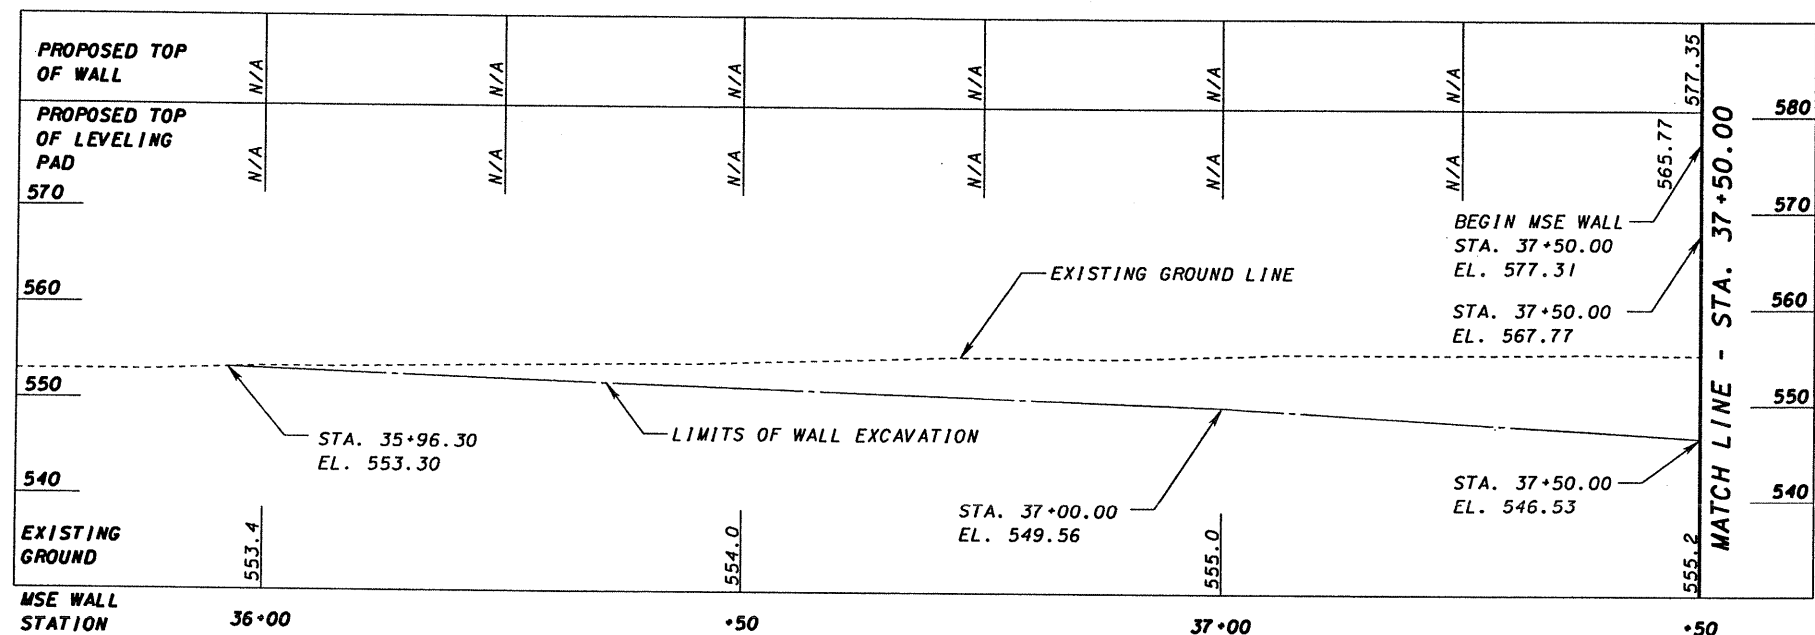 PROPOSED TOP
OF WALL
N/A N/A N/A N/A N/A N/A 577.35
PROPOSED TOP
OF LEVELING
PAD
N/A N/A N/A N/A N/A N/A 565.77
580
570
570
BEGIN MSE WALL
STA. 37+50.00
EL. 577.31
EXISTING GROUND LINE
560
560
STA. 37+50.00
EL. 567.77
550
550
STA. 35+96.30
EL. 553.30
LIMITS OF WALL EXCAVATION
540
540
STA. 37+00.00
EL. 549.56
STA. 37+50.00
EL. 546.53
MATCH LINE - STA. 37+50.00
EXISTING
GROUND
553.4 554.0 555.0 555.2
MSE WALL
STATION
36+00 +50 37+00 +50